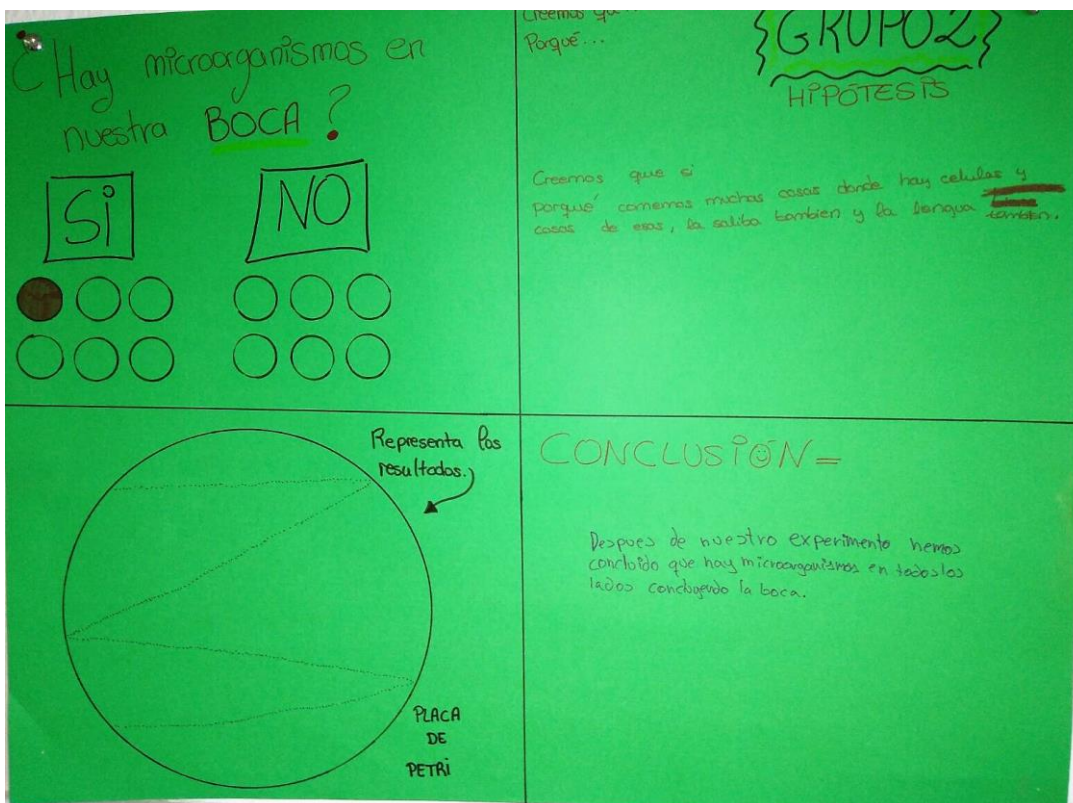 ¿Hay microorganismos en
nuestra BOCA?
SI
NO
Creemos que
Porqué...
GRUPO 2
HIPÓTESIS
Creemos que si
porqué comemos muchas cosas donde hay celulas y
cosas de esas, la saliba tambien y la lengua tambien.
Representa los
resultados.
PLACA
DE
PETRI
CONCLUSIÓN=
Despues de nuestro experimento hemos
concluido que hay microorganismos en todos los
lados concluyendo la boca.